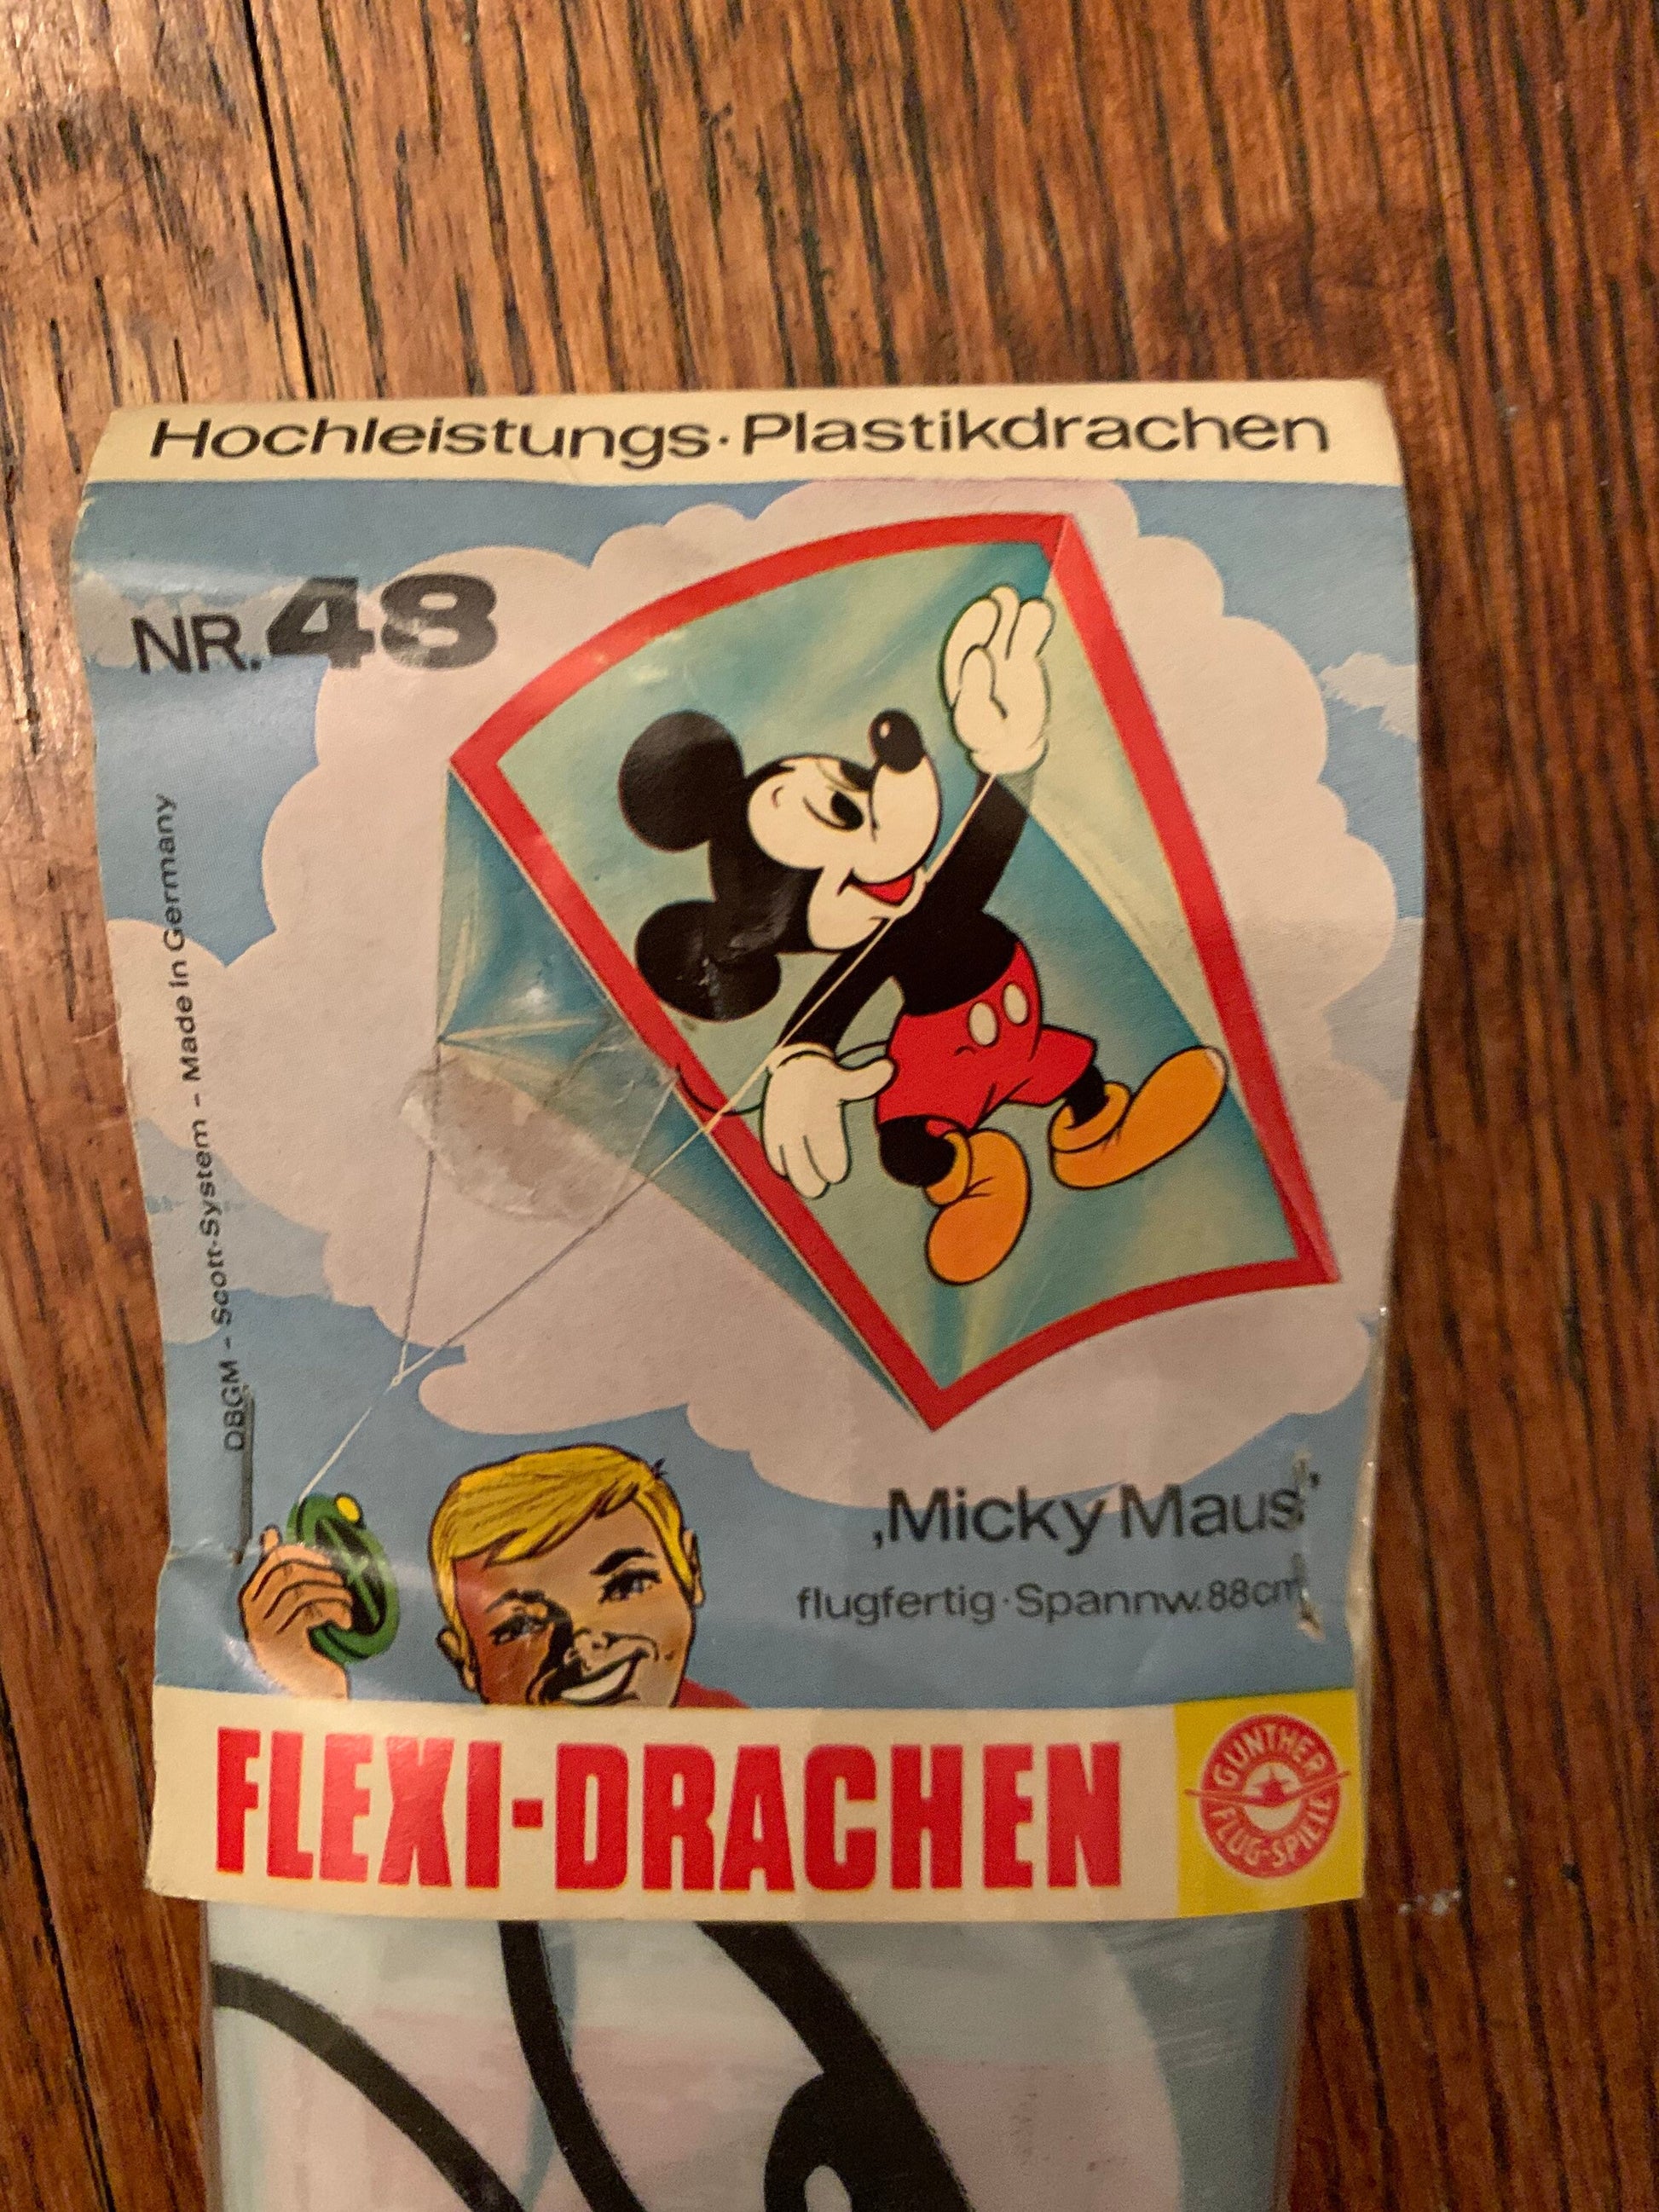 Hochleistungs·Plastikdrachen
NR.48
DBGM - Scott-System - Made in Germany
‚Micky Maus'
flugfertig·Spannw.88cm
FLEXI-DRACHEN
GÜNTHER
FLUG-SPIELE